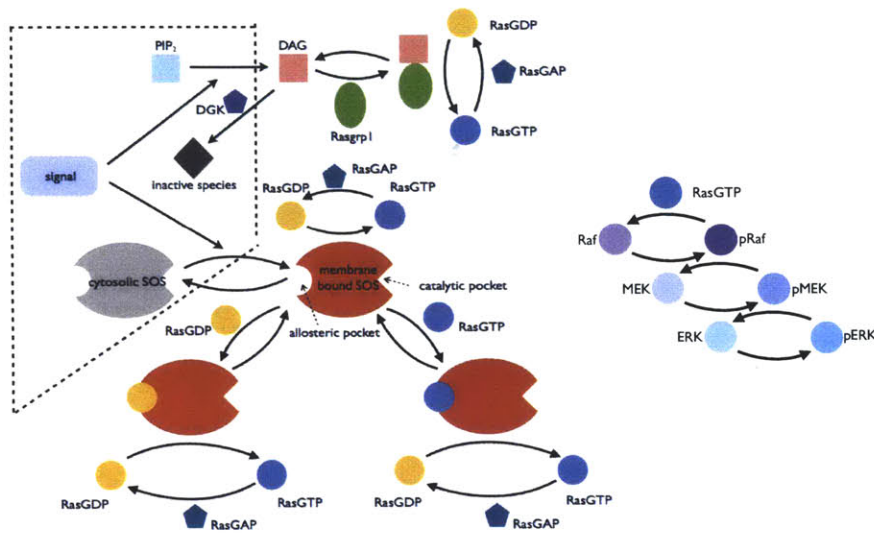 PIP₂
DAG
RasGDP
RasGAP
DGK
Rasgrp1
RasGTP
signal
inactive species
RasGAP
RasGDP
RasGTP
RasGTP
Raf
pRaf
cytosolic SOS
membrane
bound SOS
catalytic pocket
MEK
pMEK
RasGDP
allosteric pocket
RasGTP
ERK
pERK
RasGDP
RasGTP
RasGAP
RasGDP
RasGTP
RasGAP